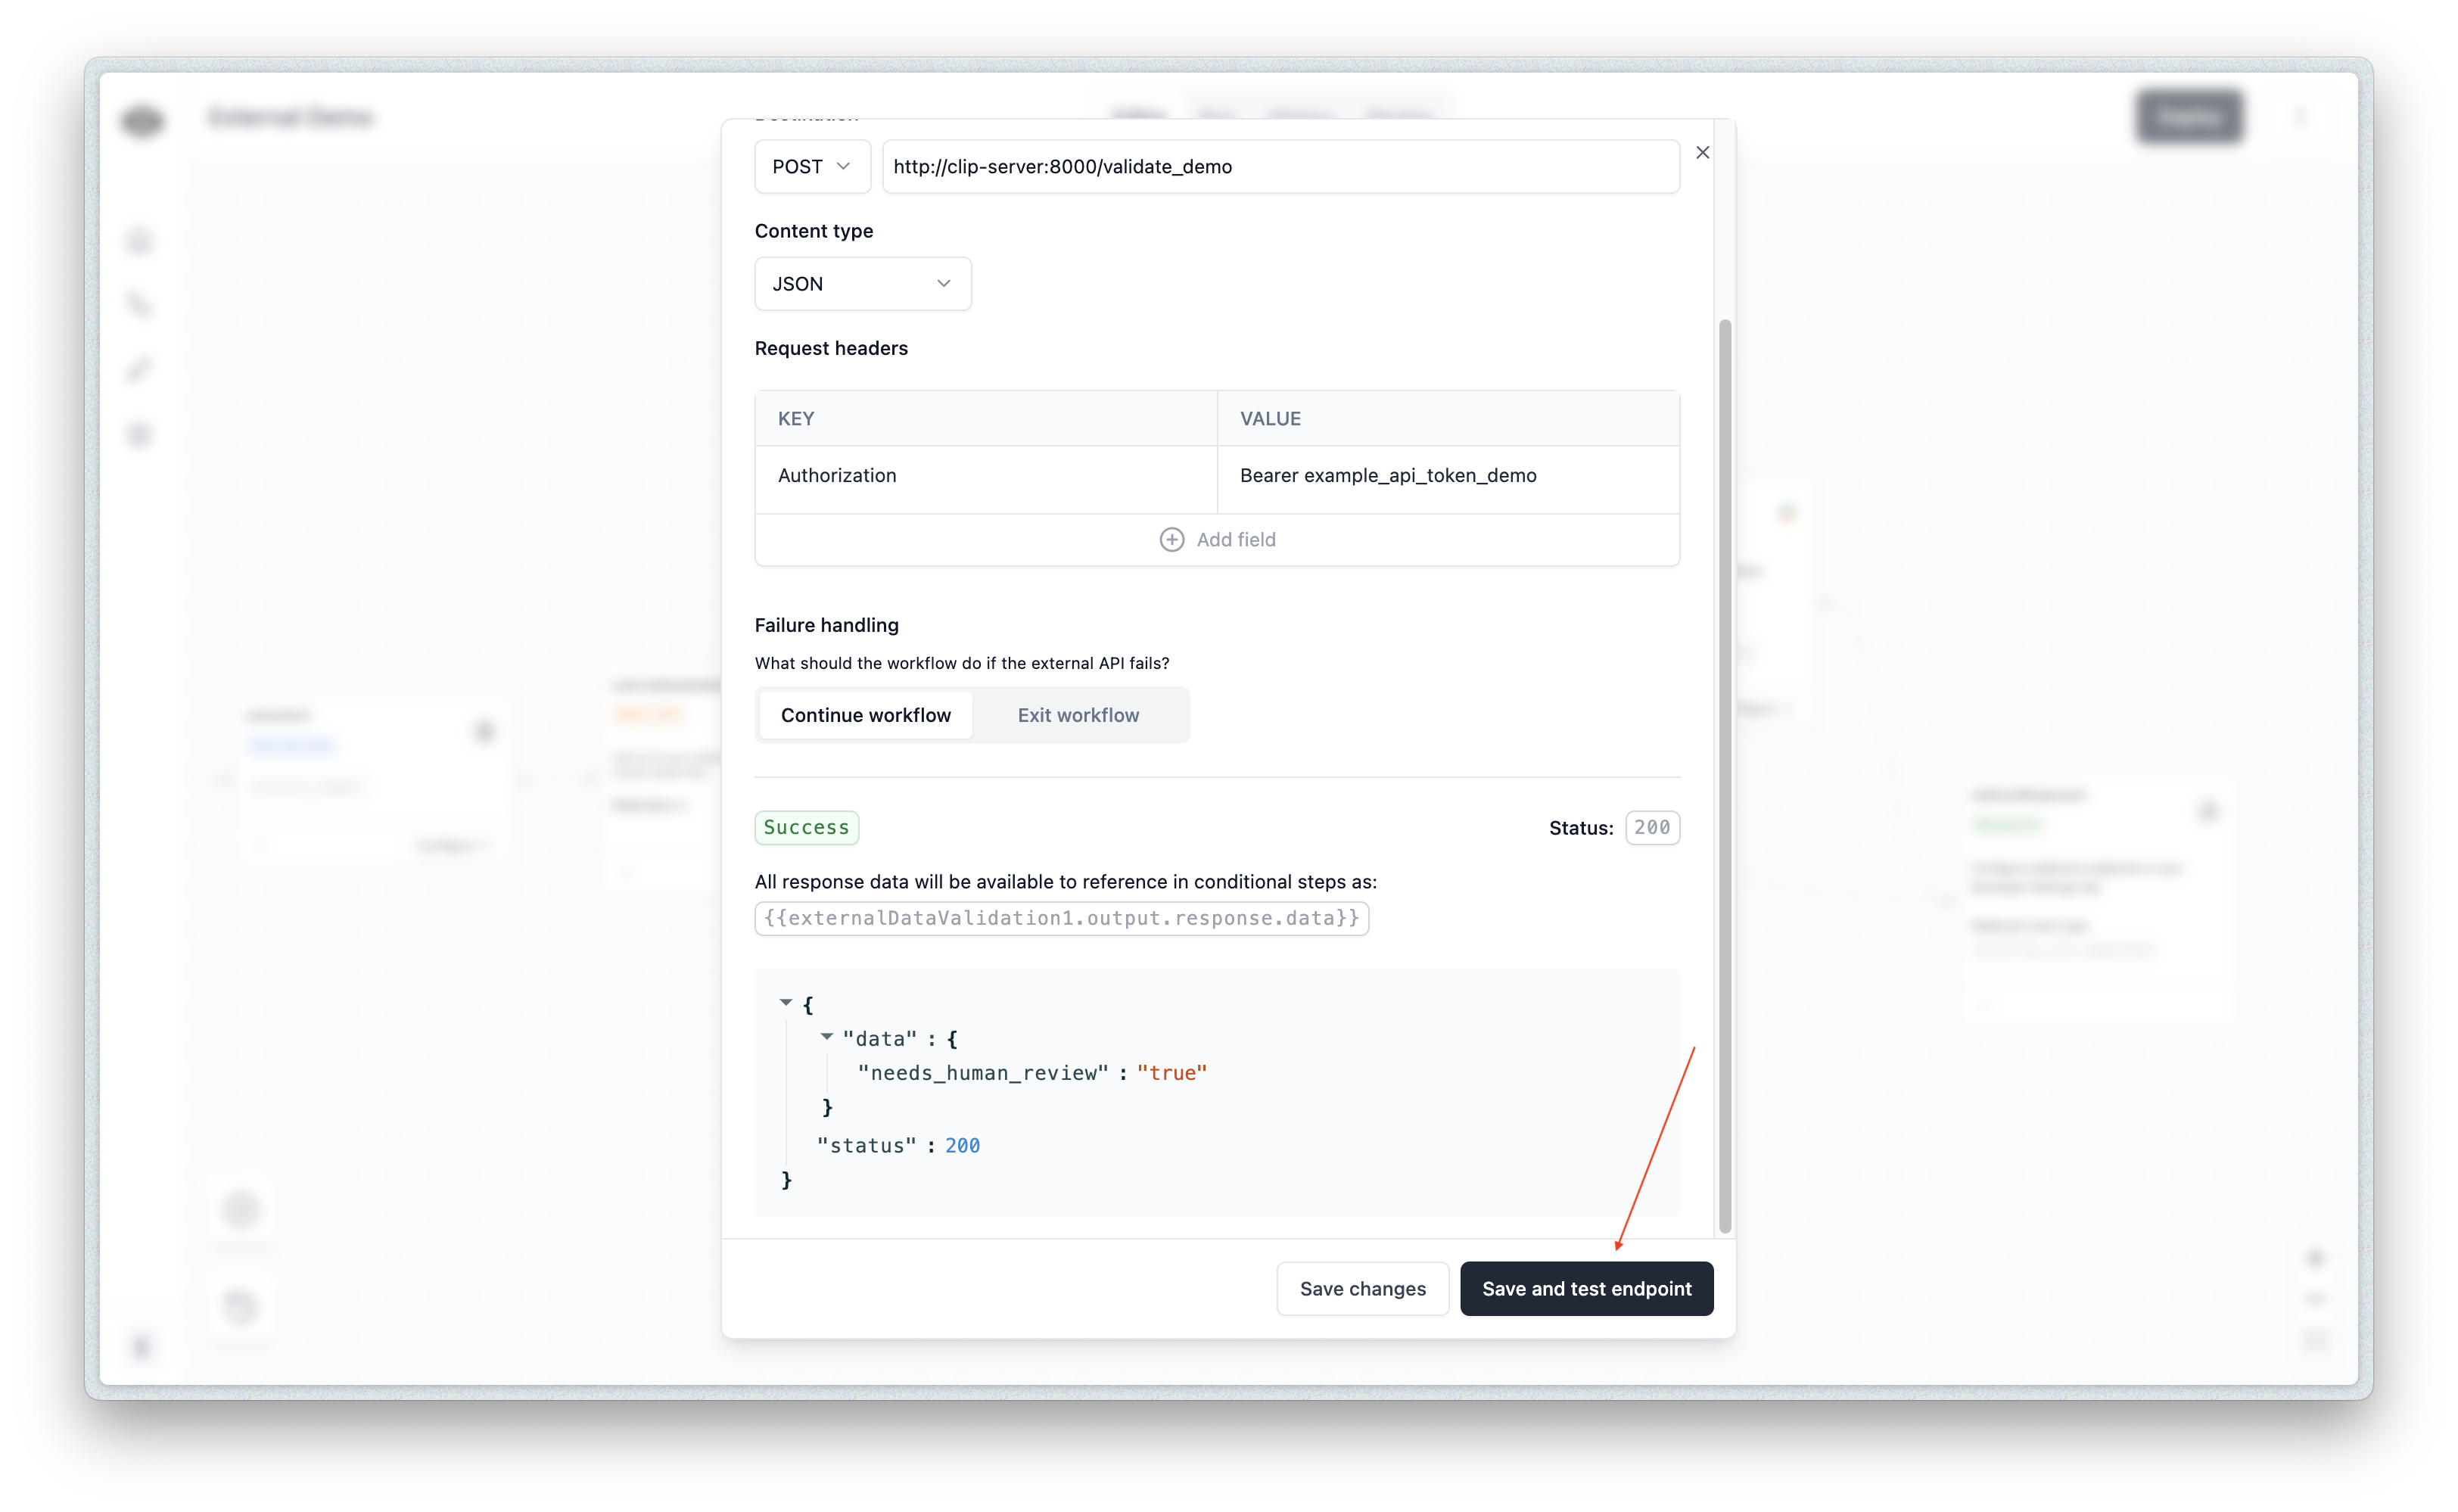 External Demo
Deploy
POST
http://clip-server:8000/validate_demo
Content type
JSON
Request headers
KEY VALUE
Authorization Bearer example_api_token_demo
Add field
Failure handling
What should the workflow do if the external API fails?
Continue workflow Exit workflow
Success Status: 200
All response data will be available to reference in conditional steps as:
{{externalDataValidation1.output.response.data}}
{
"data" : {
"needs_human_review" : "true"
}
"status" : 200
}
Save changes Save and test endpoint